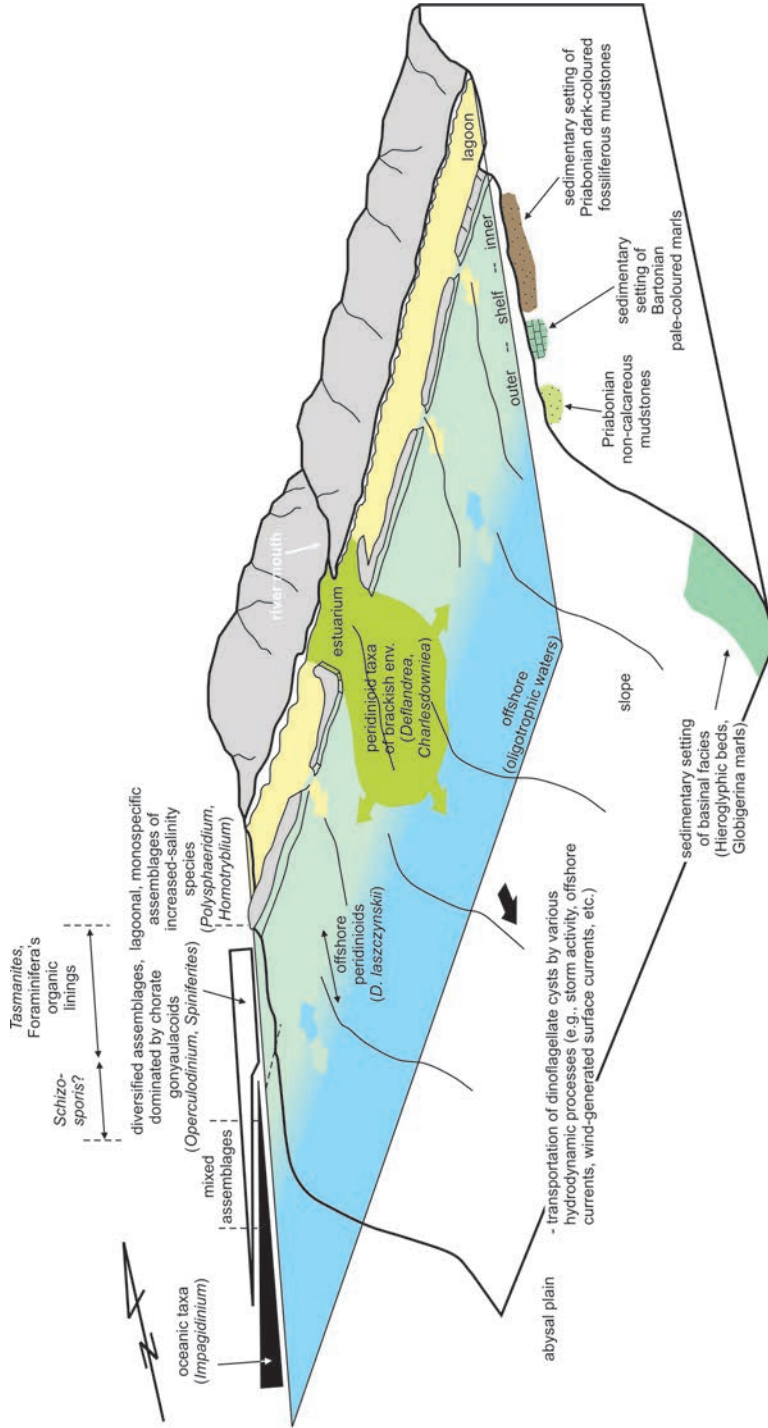 Tasmanites,
Foraminifera's
organic
linings
Schizo-
sporis?
lagoonal, monospecific
assemblages of
increased-salinity
species
(Polysphaeridium,
Homotryblium)
diversified assemblages,
dominated by chorate
gonyaulacoids
(Operculodinium, Spiniferites)
mixed
assemblages
oceanic taxa
(Impagidinium)
river mouth
lagoon
estuarium
peridinioid taxa
of brackish env.
(Deflandrea,
Charlesdowniea)
offshore
peridinioids
(D. laszczynskii)
offshore
(oligotrophic waters)
outer -- shelf -- inner
sedimentary setting of
Priabonian dark-coloured
fossiliferous mudstones
sedimentary
setting of
Bartonian
pale-coloured marls
Priabonian
non-calcareous
mudstones
slope
sedimentary setting
of basinal facies
(Hieroglyphic beds,
Globigerina marls)
- transportation of dinoflagellate cysts by various
hydrodynamic processes (e.g., storm activity, offshore
currents, wind-generated surface currents, etc.)
abysal plain